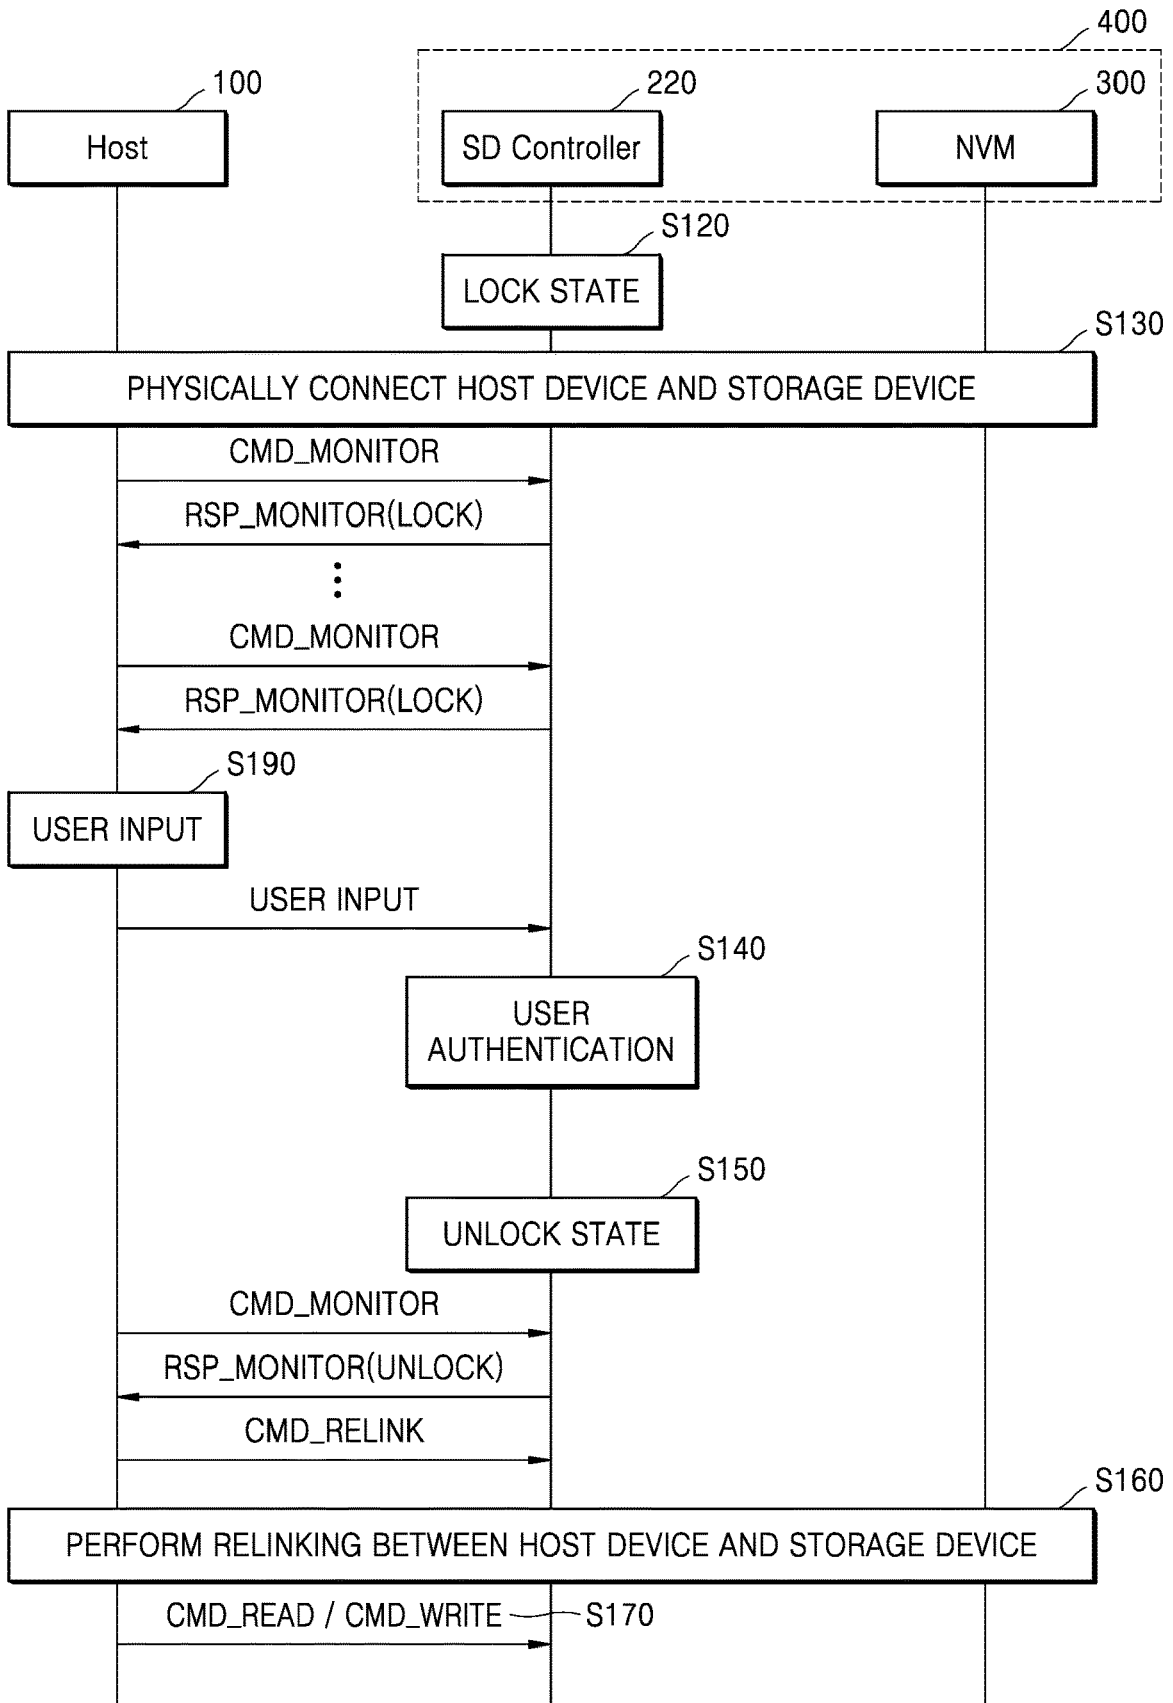 400
100
220
300
Host
SD Controller
NVM
S120
LOCK STATE
S130
PHYSICALLY CONNECT HOST DEVICE AND STORAGE DEVICE
CMD_MONITOR
RSP_MONITOR(LOCK)
CMD_MONITOR
RSP_MONITOR(LOCK)
S190
USER INPUT
USER INPUT
S140
USER
AUTHENTICATION
S150
UNLOCK STATE
CMD_MONITOR
RSP_MONITOR(UNLOCK)
CMD_RELINK
S160
PERFORM RELINKING BETWEEN HOST DEVICE AND STORAGE DEVICE
CMD_READ / CMD_WRITE S170